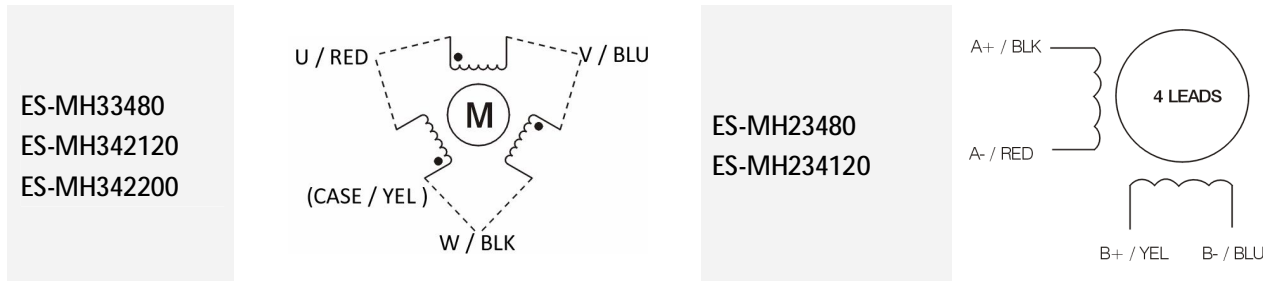 ES-MH33480
ES-MH342120
ES-MH342200
U / RED
V / BLU
M
(CASE / YEL )
W / BLK
ES-MH23480
ES-MH234120
A+ / BLK
4 LEADS
A- / RED
B+ / YEL
B- / BLU